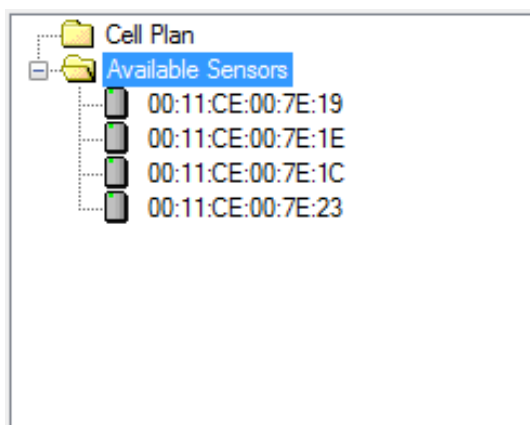 Cell Plan
Available Sensors
00:11:CE:00:7E:19
00:11:CE:00:7E:1E
00:11:CE:00:7E:1C
00:11:CE:00:7E:23